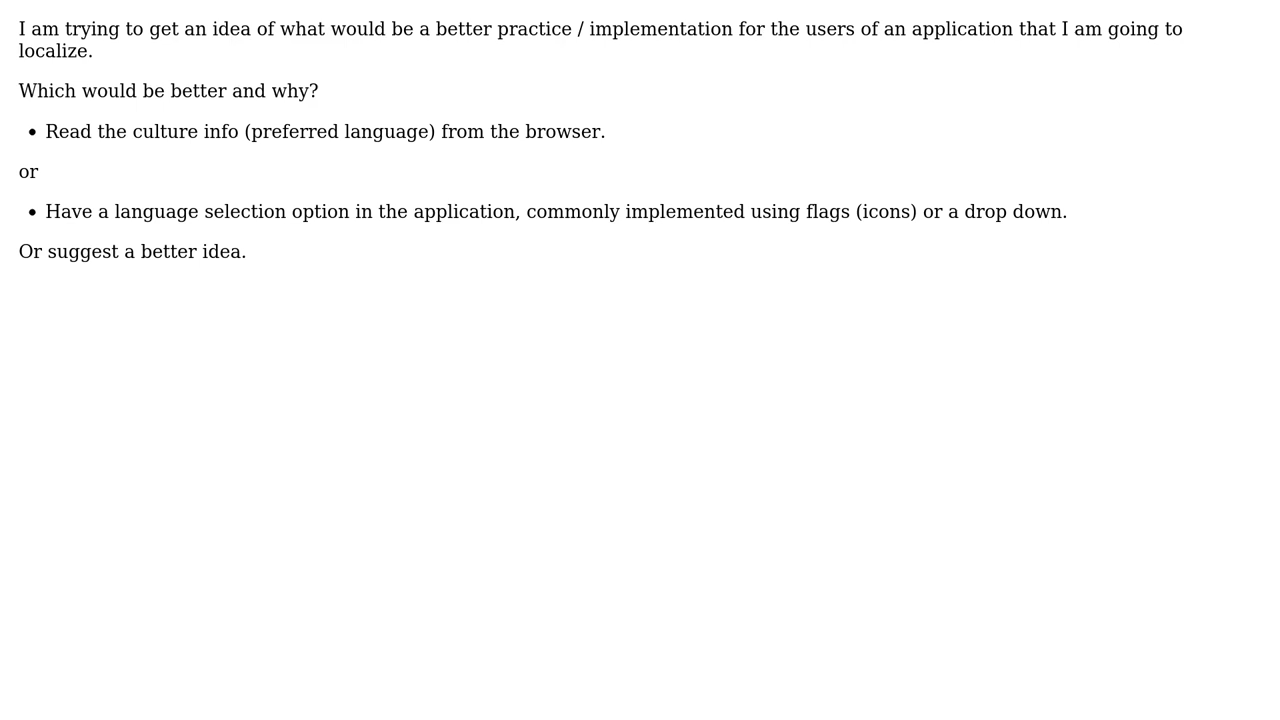 I am trying to get an idea of what would be a better practice / implementation for the users of an application that I am going to
localize.
Which would be better and why?
• Read the culture info (preferred language) from the browser.
or
• Have a language selection option in the application, commonly implemented using flags (icons) or a drop down.
Or suggest a better idea.